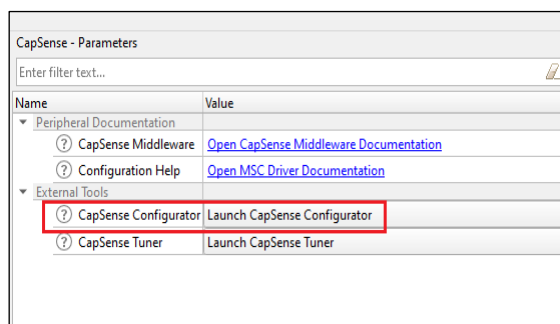 CapSense - Parameters
Enter filter text...
Name Value
Peripheral Documentation
CapSense Middleware Open CapSense Middleware Documentation
Configuration Help Open MSC Driver Documentation
External Tools
CapSense Configurator Launch CapSense Configurator
CapSense Tuner Launch CapSense Tuner